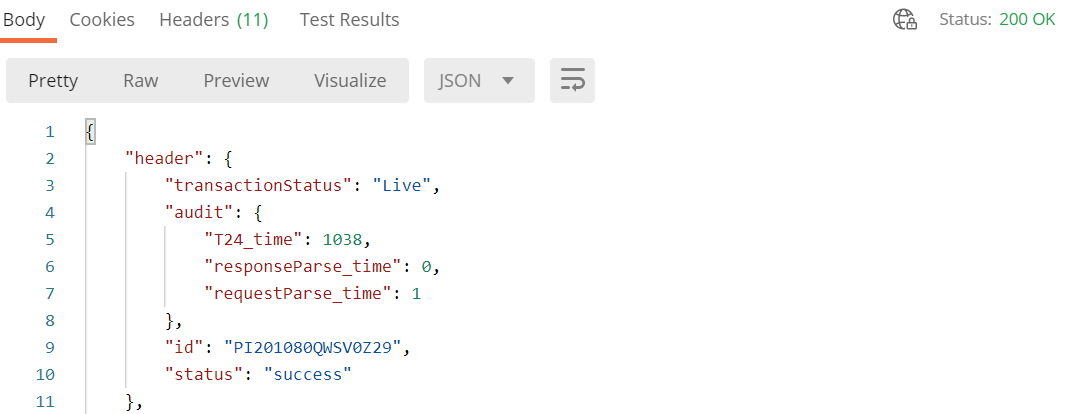 Body Cookies Headers (11) Test Results Status: 200 OK
Pretty Raw Preview Visualize JSON
1 {
2 "header": {
3 "transactionStatus": "Live",
4 "audit": {
5 "T24_time": 1038,
6 "responseParse_time": 0,
7 "requestParse_time": 1
8 },
9 "id": "PI201080QWSV0Z29",
10 "status": "success"
11 },